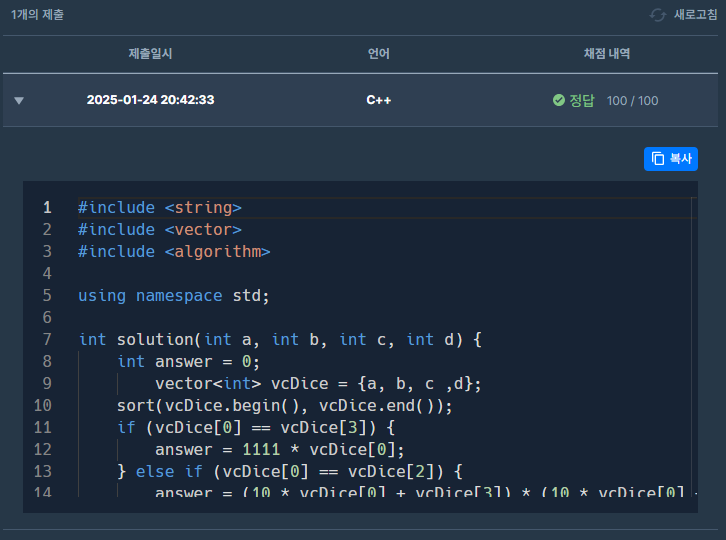 1개의 제출 새로고침
제출일시 언어 채점 내역
2025-01-24 20:42:33 C++ 정답 100 / 100
복사
1 #include <string>
2 #include <vector>
3 #include <algorithm>
4
5 using namespace std;
6
7 int solution(int a, int b, int c, int d) {
8     int answer = 0;
9         vector<int> vcDice = {a, b, c ,d};
10     sort(vcDice.begin(), vcDice.end());
11     if (vcDice[0] == vcDice[3]) {
12         answer = 1111 * vcDice[0];
13     } else if (vcDice[0] == vcDice[2]) {
14         answer = (10 * vcDice[0] + vcDice[3]) * (10 * vcDice[0]